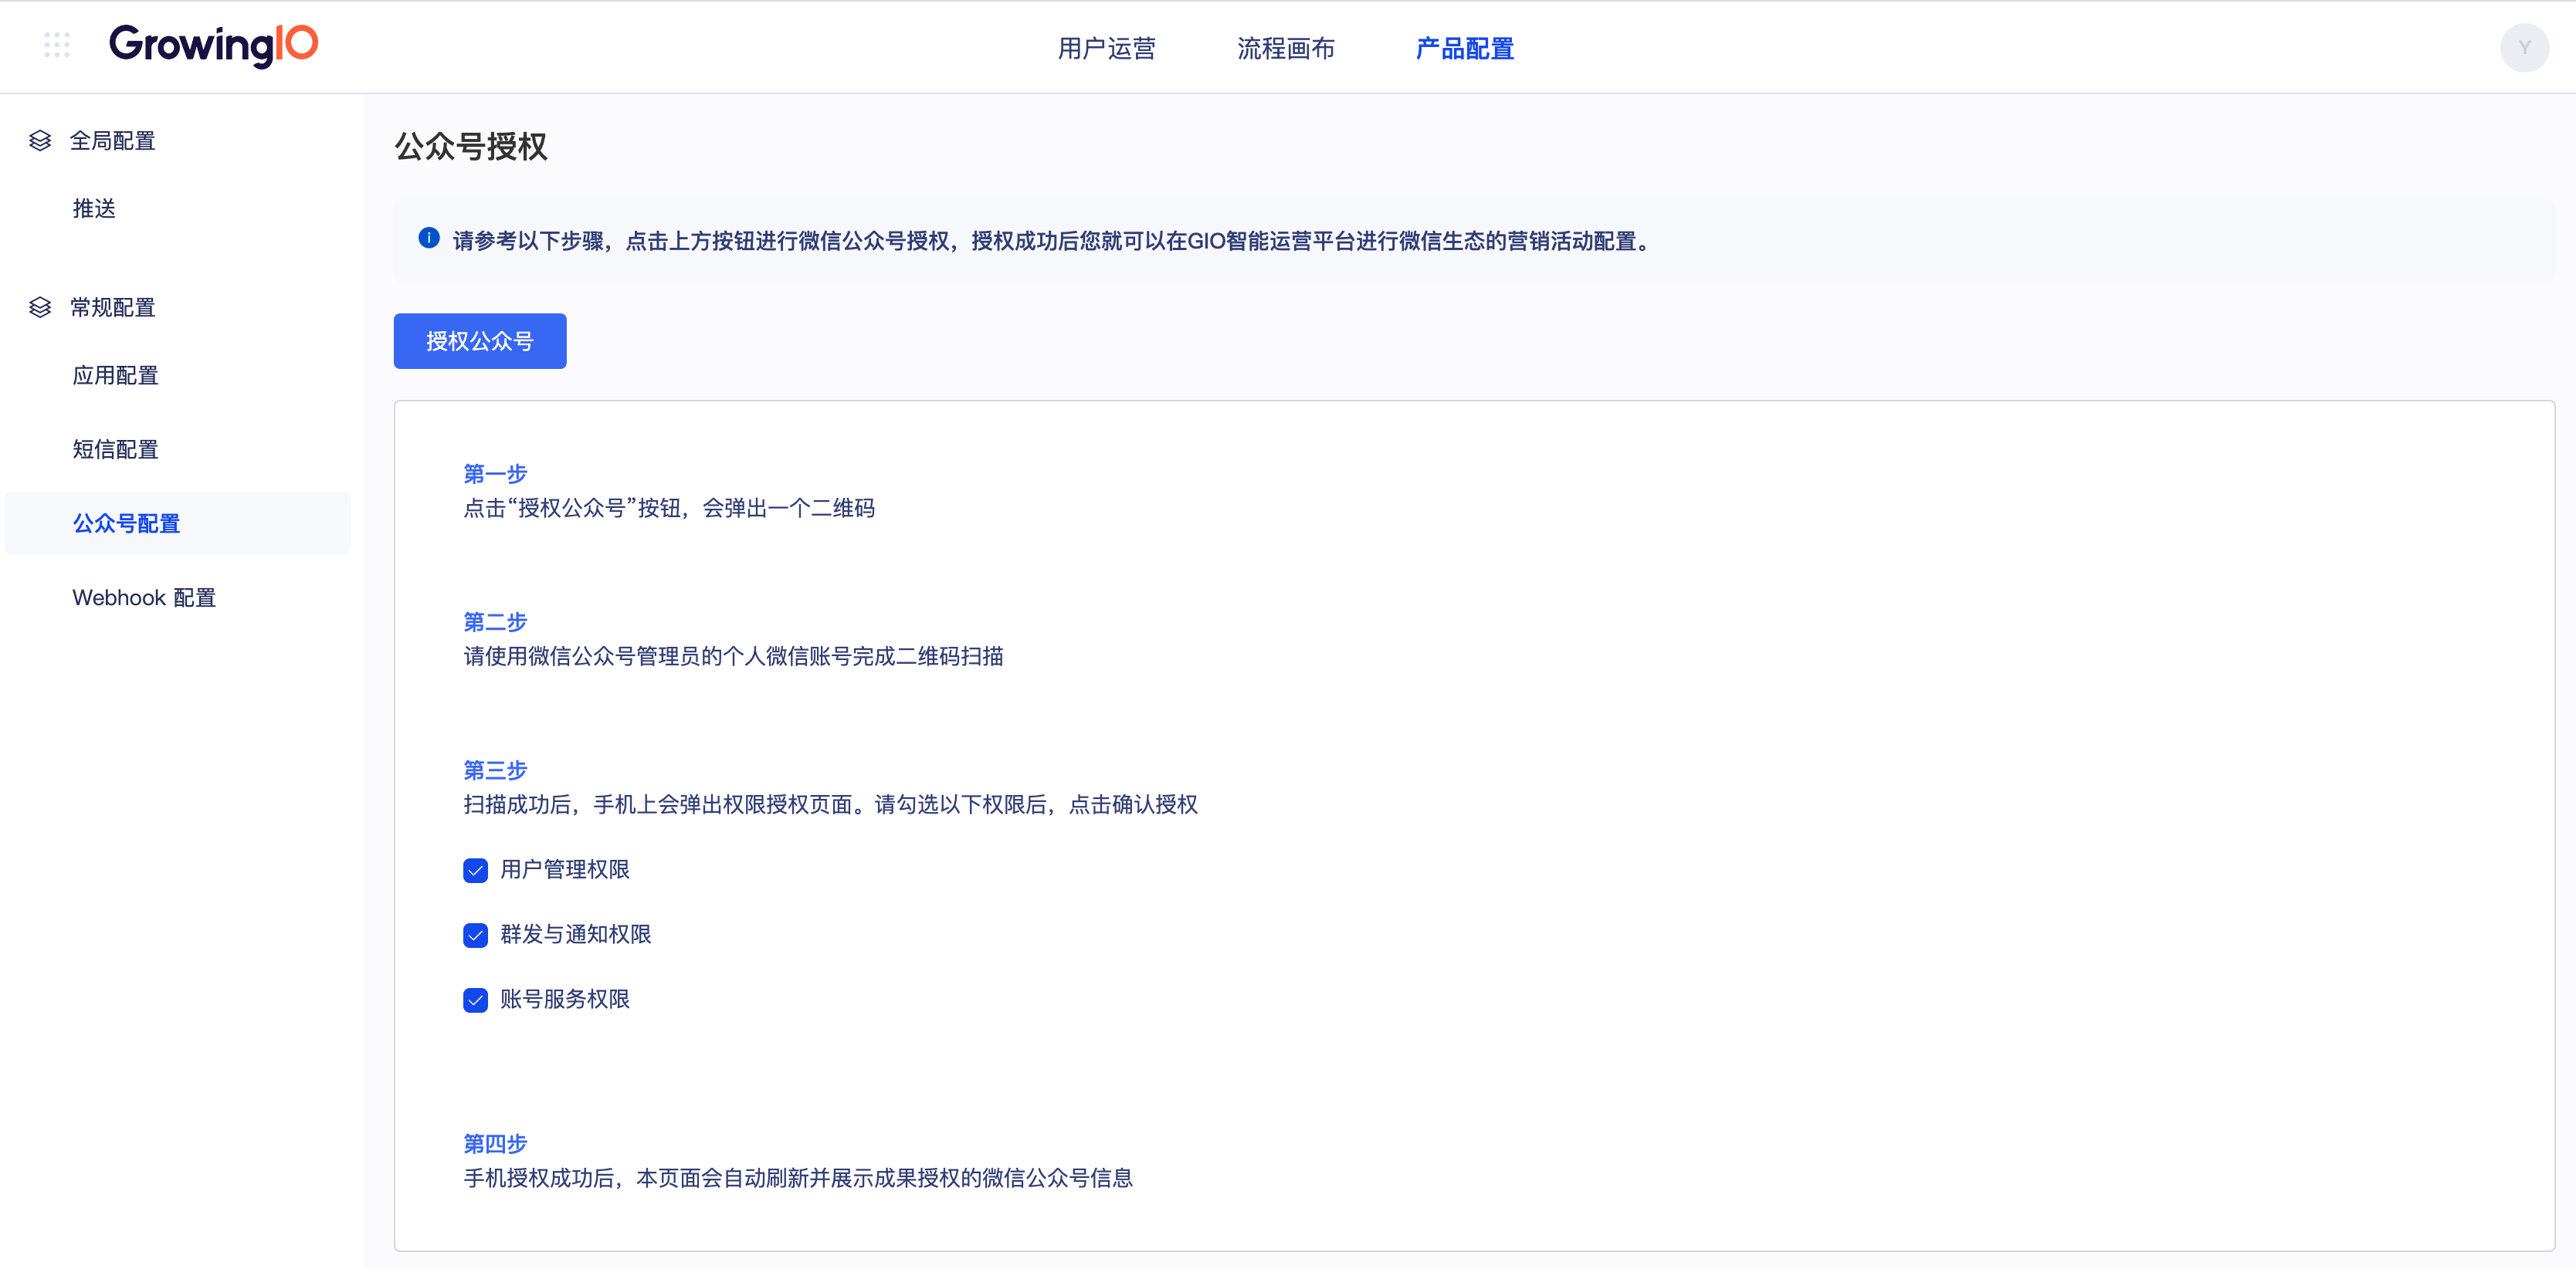 GrowingIO
用户运营
流程画布
产品配置
Y
全局配置
推送
常规配置
应用配置
短信配置
公众号配置
Webhook 配置
公众号授权
请参考以下步骤，点击上方按钮进行微信公众号授权，授权成功后您就可以在GIO智能运营平台进行微信生态的营销活动配置。
授权公众号
第一步
点击“授权公众号”按钮，会弹出一个二维码
第二步
请使用微信公众号管理员的个人微信账号完成二维码扫描
第三步
扫描成功后，手机上会弹出权限授权页面。请勾选以下权限后，点击确认授权
用户管理权限
群发与通知权限
账号服务权限
第四步
手机授权成功后，本页面会自动刷新并展示成果授权的微信公众号信息